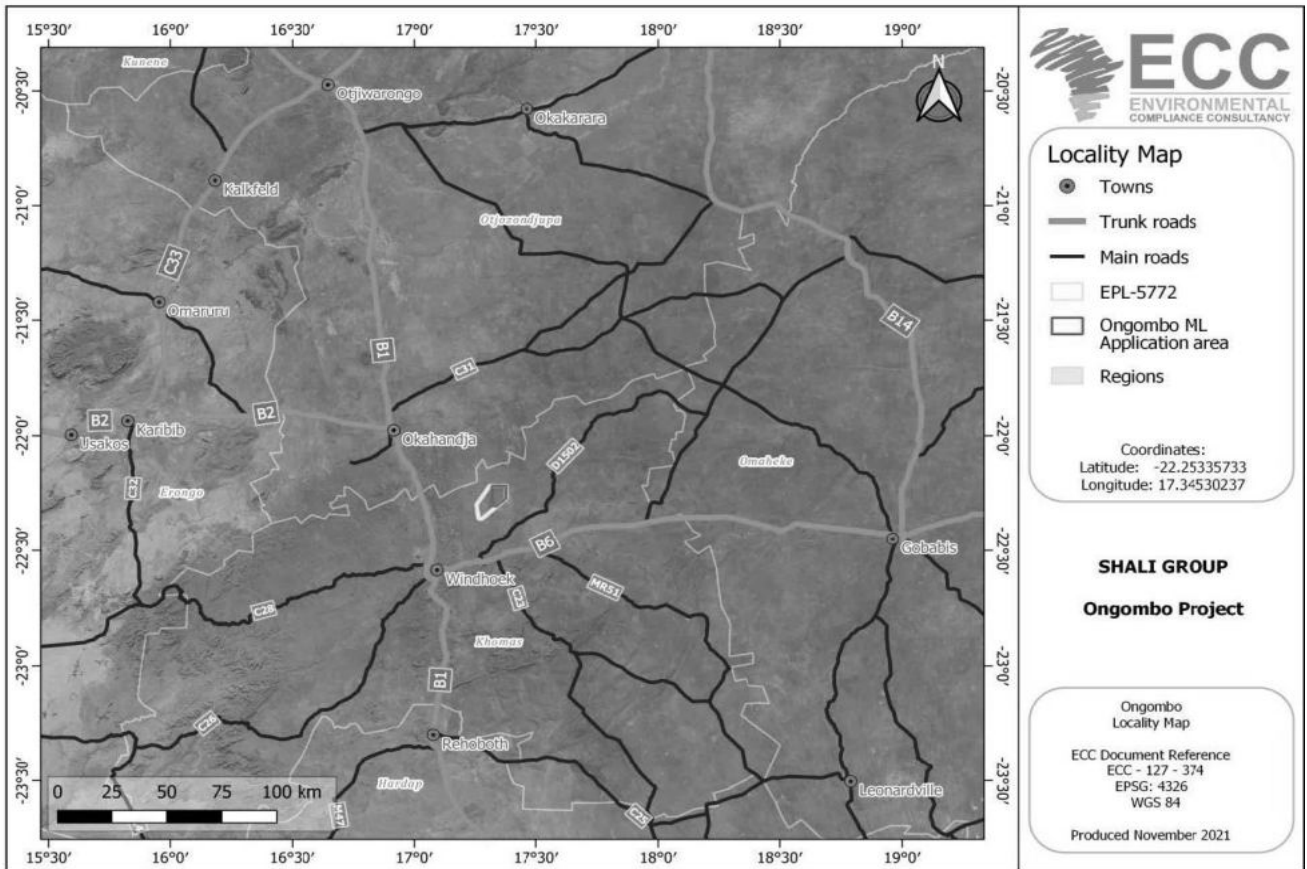 15°30' 16°0' 16°30' 17°0' 17°30' 18°0' 18°30' 19°0'
-20°30'
-21°0'
-21°30'
-22°0'
-22°30'
-23°0'
-23°30'
Kunene
Otjiwarongo
Okakarara
Kalkfeld
Otjozondjupa
C33
Omaruru
B1
B14
C31
B2
B2
Karibib
Usakos
Okahandja
D1502
Omaheke
C32
Erongo
B6
Gobabis
Windhoek
MR51
C23
C28
Khomas
B1
C26
Rehoboth
Hardap
Leonardville
M47
C25
0 25 50 75 100 km
-20°30'
-21°0'
-21°30'
-22°0'
-22°30'
-23°0'
-23°30'
15°30' 16°0' 16°30' 17°0' 17°30' 18°0' 18°30' 19°0'
N
ECC
ENVIRONMENTAL
COMPLIANCE CONSULTANCY
Locality Map
Towns
Trunk roads
Main roads
EPL-5772
Ongombo ML
Application area
Regions
Coordinates:
Latitude: -22.25335733
Longitude: 17.34530237
SHALI GROUP
Ongombo Project
Ongombo
Locality Map
ECC Document Reference
ECC - 127 - 374
EPSG: 4326
WGS 84
Produced November 2021